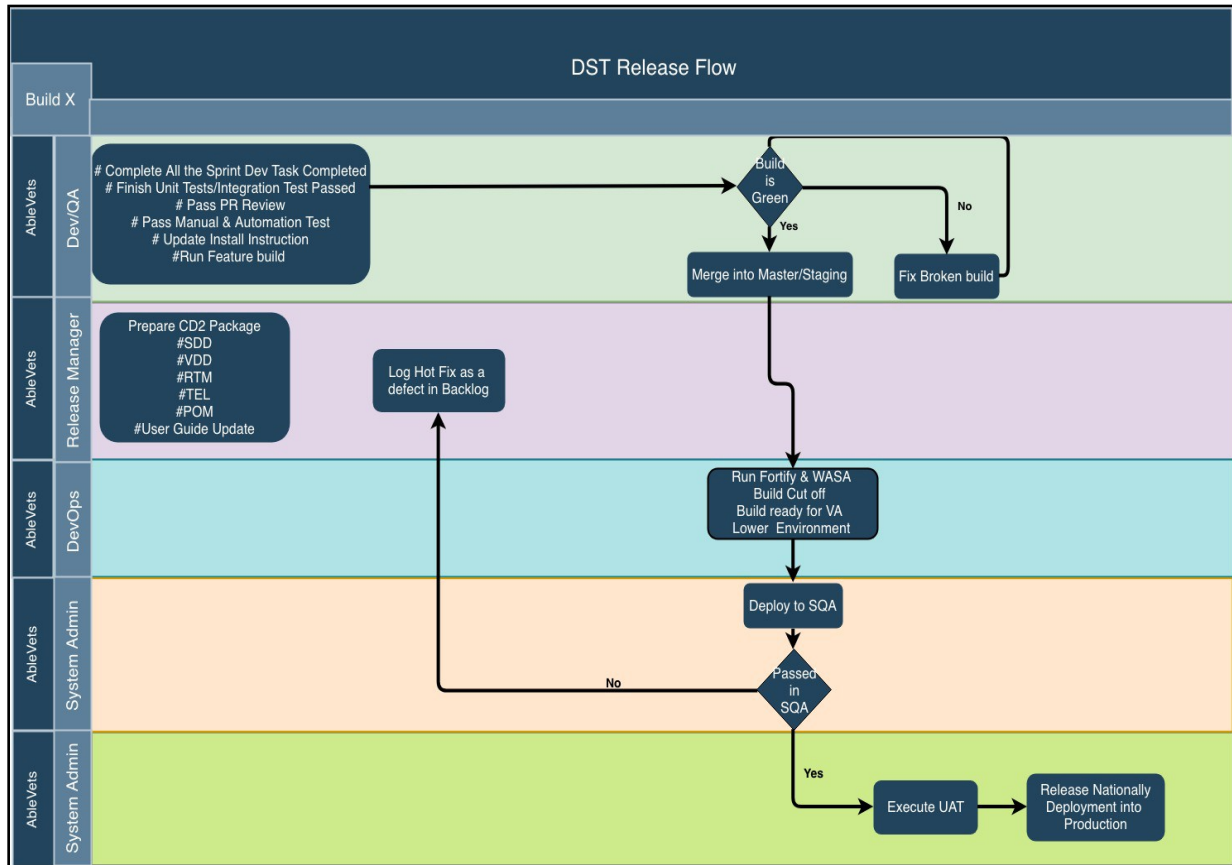 DST Release Flow
Build X
AbleVets
Dev/QA
# Complete All the Sprint Dev Task Completed
# Finish Unit Tests/Integration Test Passed
# Pass PR Review
# Pass Manual & Automation Test
# Update Install Instruction
#Run Feature build
Build
is
Green
No
Yes
Merge into Master/Staging
Fix Broken build
AbleVets
Release Manager
Prepare CD2 Package
#SDD
#VDD
#RTM
#TEL
#POM
#User Guide Update
Log Hot Fix as a
defect in Backlog
AbleVets
DevOps
Run Fortify & WASA
Build Cut off
Build ready for VA
Lower Environment
AbleVets
System Admin
Deploy to SQA
Passed
in
SQA
No
AbleVets
System Admin
Yes
Execute UAT
Release Nationally
Deployment into
Production